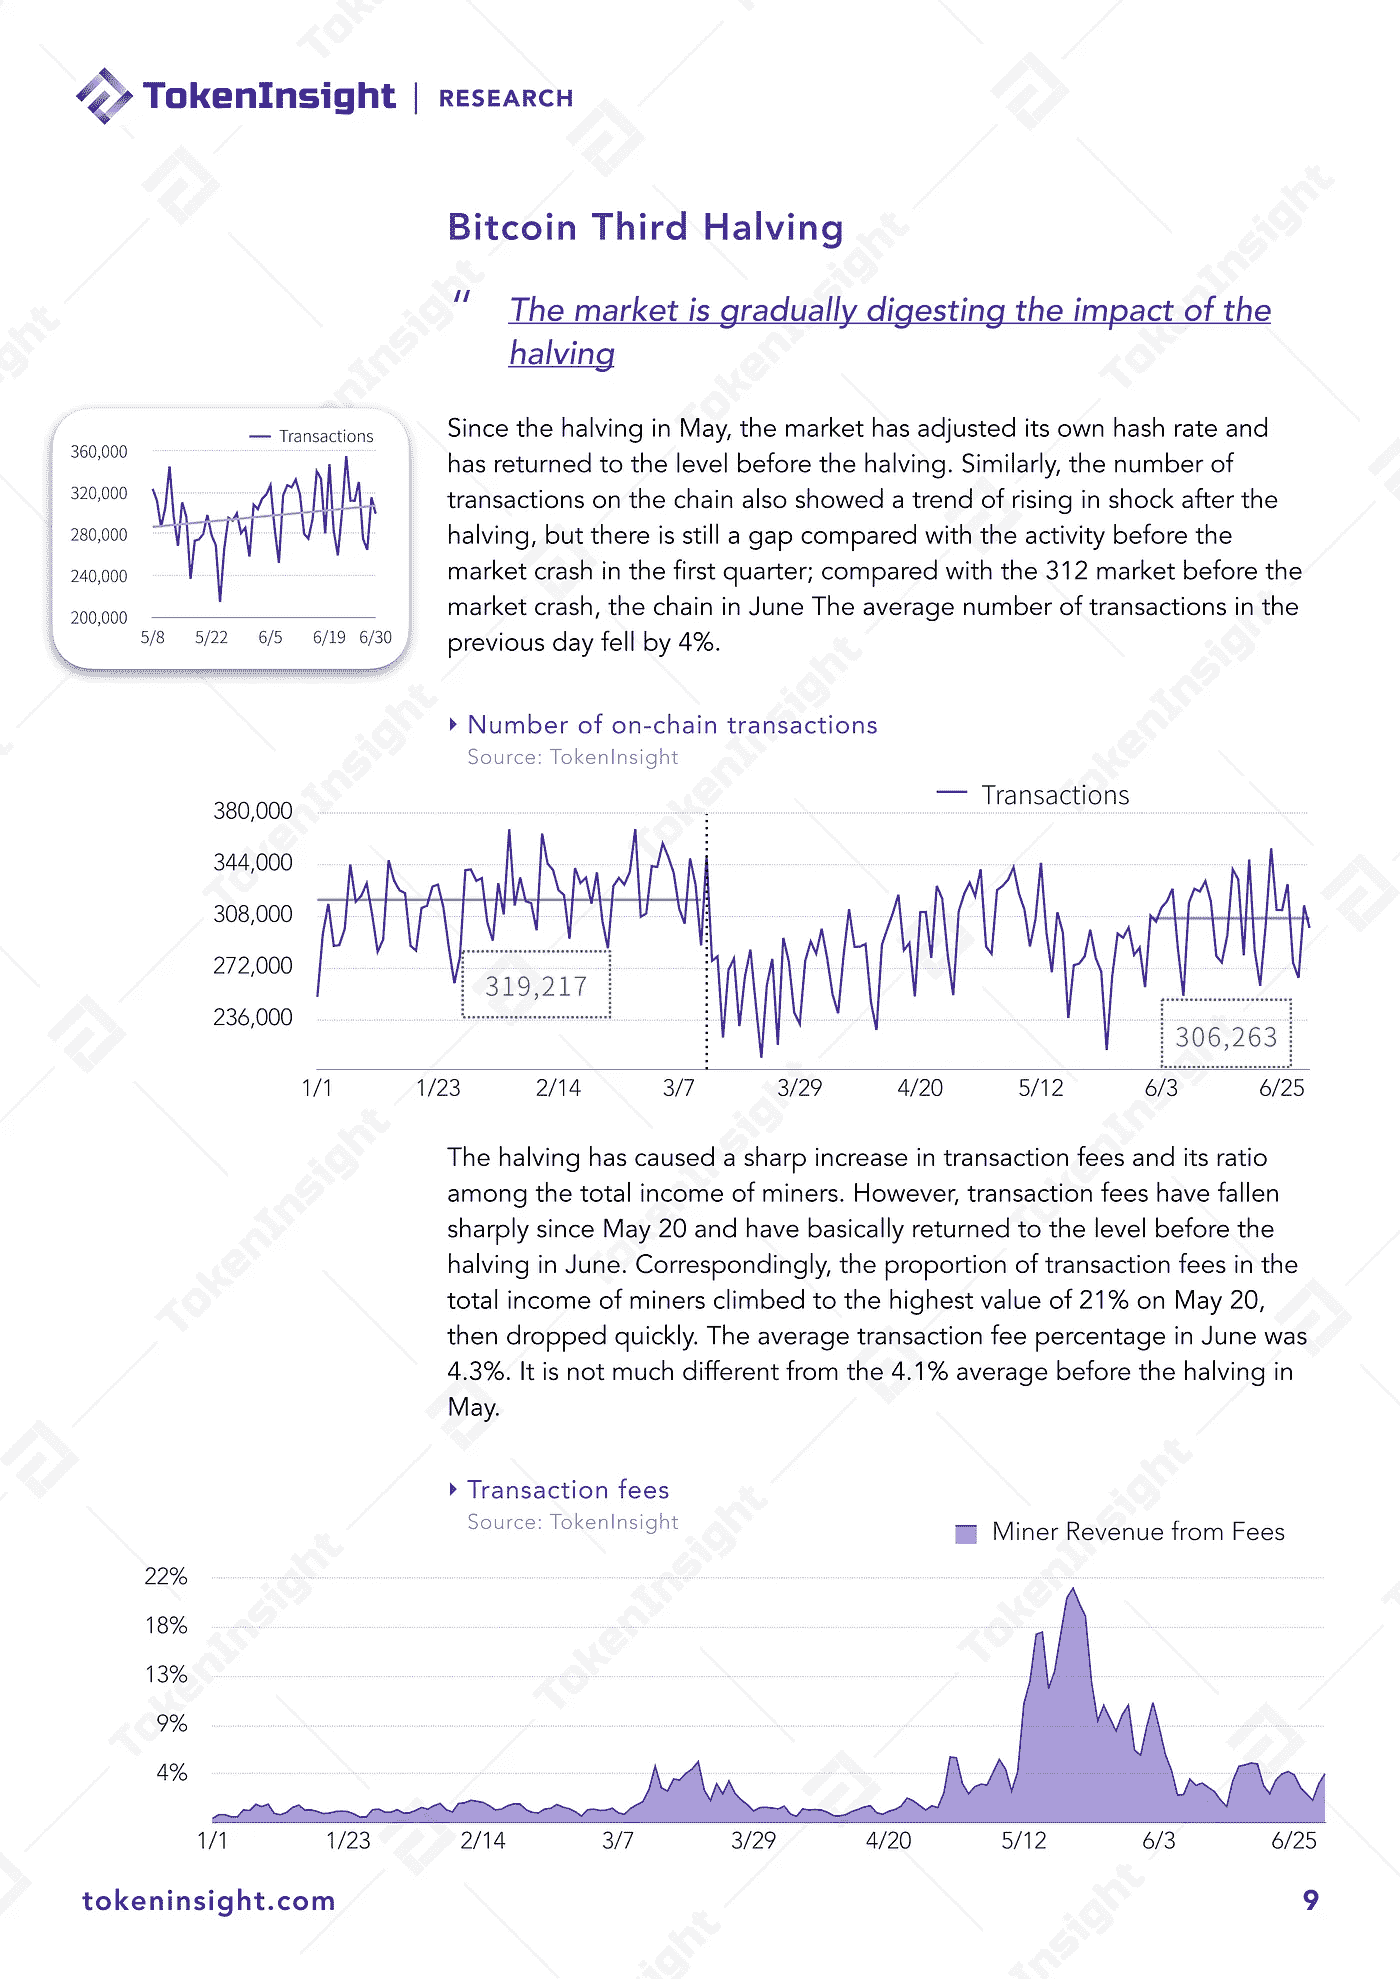 TokenInsight | RESEARCH
Bitcoin Third Halving
“ The market is gradually digesting the impact of the
halving
Transactions
360,000
320,000
280,000
240,000
200,000
5/8 5/22 6/5 6/19 6/30
Since the halving in May, the market has adjusted its own hash rate and
has returned to the level before the halving. Similarly, the number of
transactions on the chain also showed a trend of rising in shock after the
halving, but there is still a gap compared with the activity before the
market crash in the first quarter; compared with the 312 market before the
market crash, the chain in June The average number of transactions in the
previous day fell by 4%.
Number of on-chain transactions
Source: TokenInsight
Transactions
380,000
344,000
308,000
272,000
236,000
319,217
306,263
1/1 1/23 2/14 3/7 3/29 4/20 5/12 6/3 6/25
The halving has caused a sharp increase in transaction fees and its ratio
among the total income of miners. However, transaction fees have fallen
sharply since May 20 and have basically returned to the level before the
halving in June. Correspondingly, the proportion of transaction fees in the
total income of miners climbed to the highest value of 21% on May 20,
then dropped quickly. The average transaction fee percentage in June was
4.3%. It is not much different from the 4.1% average before the halving in
May.
Transaction fees
Source: TokenInsight
Miner Revenue from Fees
22%
18%
13%
9%
4%
1/1 1/23 2/14 3/7 3/29 4/20 5/12 6/3 6/25
tokeninsight.com 9